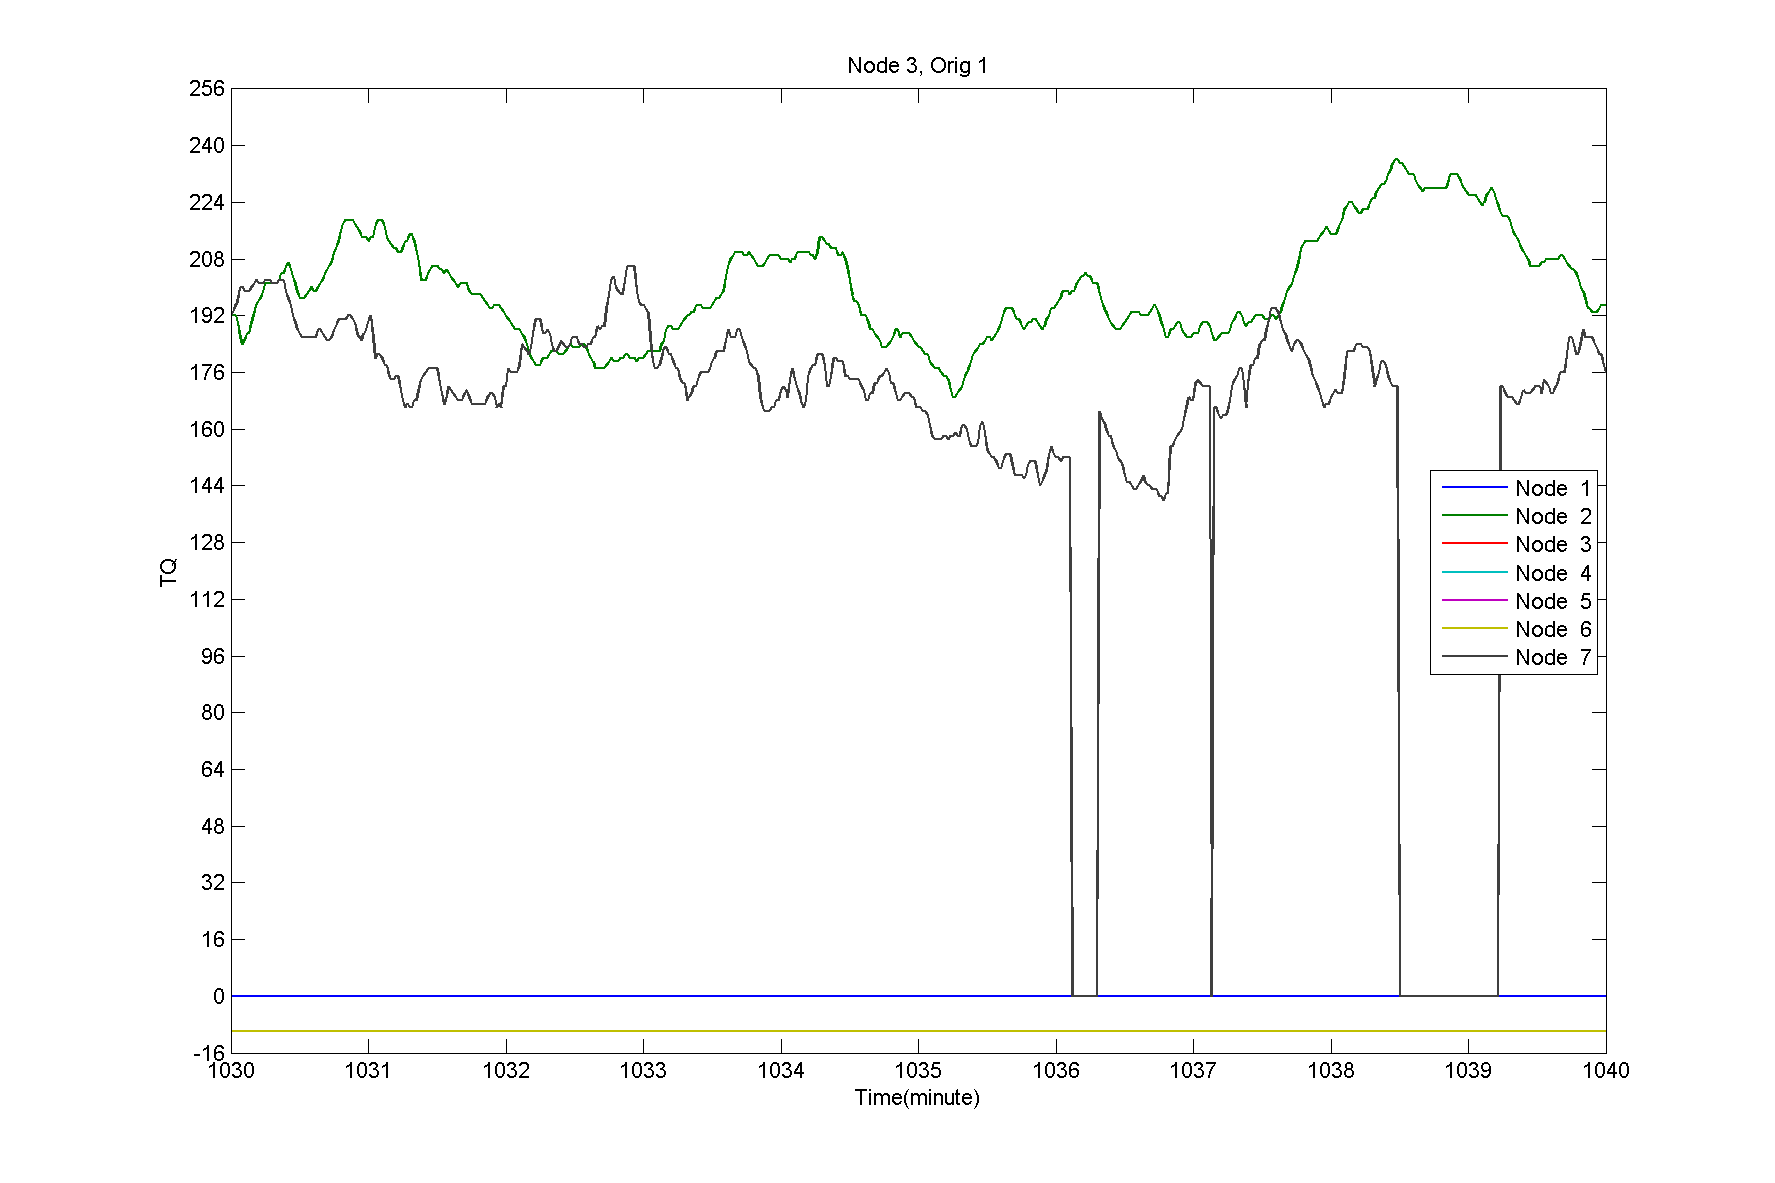 Node 3, Orig 1
256
240
224
208
192
176
160
144
128
112
96
80
64
48
32
16
0
-16
TQ
Node 1
Node 2
Node 3
Node 4
Node 5
Node 6
Node 7
1030 1031 1032 1033 1034 1035 1036 1037 1038 1039 1040
Time(minute)